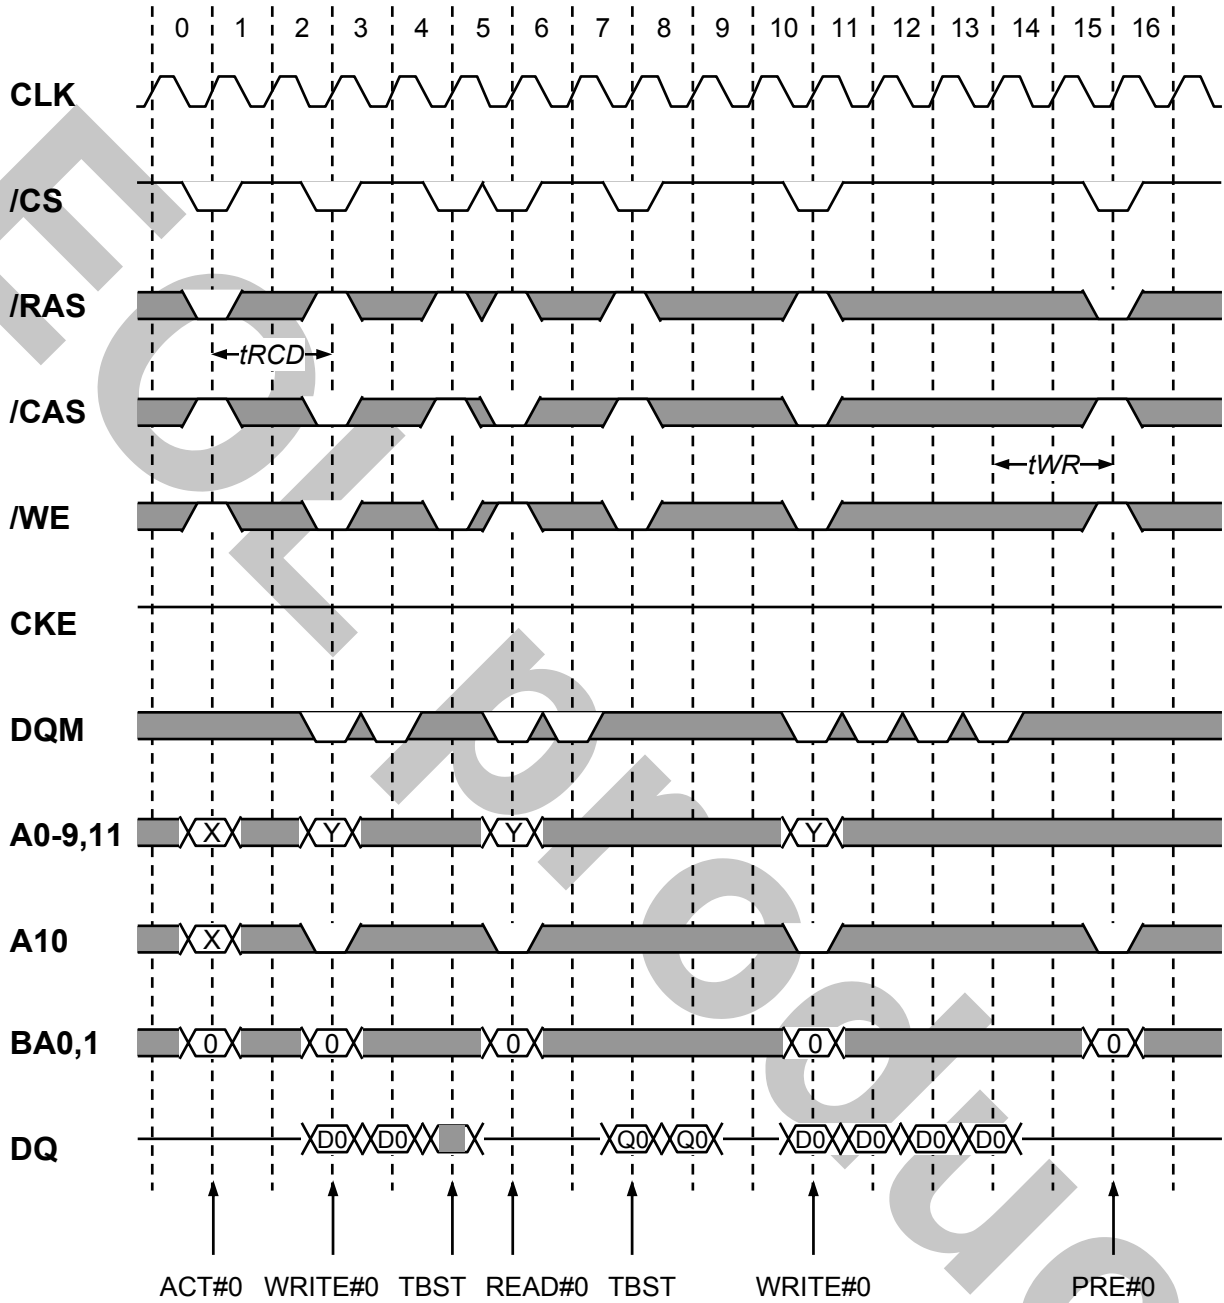 0 1 2 3 4 5 6 7 8 9 10 11 12 13 14 15 16
CLK
/CS
/RAS
tRCD
/CAS
tWR
/WE
CKE
DQM
A0-9,11 X Y Y Y
A10 X
BA0,1 0 0 0 0 0
DQ D0 D0 Q0 Q0 D0 D0 D0 D0
ACT#0 WRITE#0 TBST READ#0 TBST WRITE#0 PRE#0
EOL produc